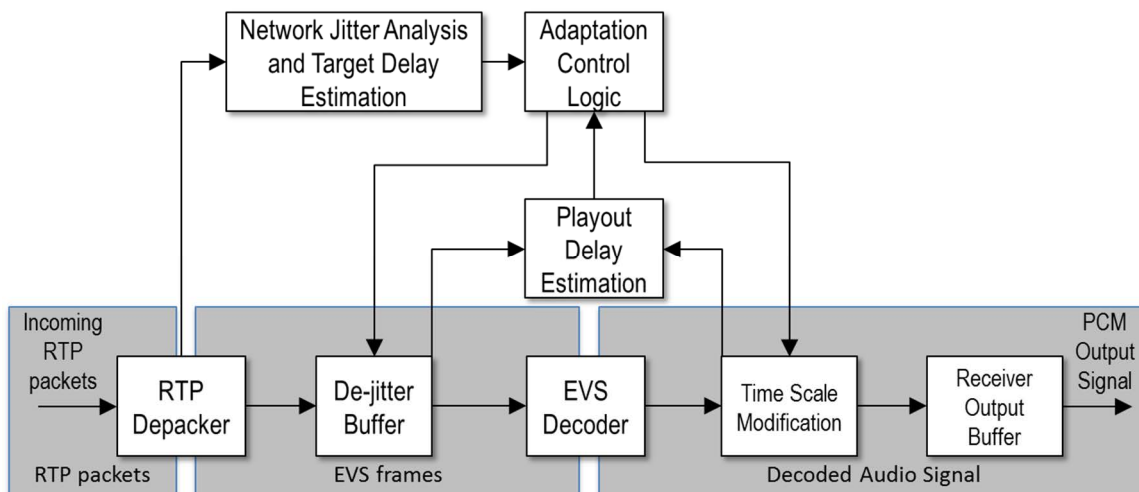 Network Jitter Analysis
and Target Delay
Estimation
Adaptation
Control
Logic
Playout
Delay
Estimation
Incoming
RTP
packets
PCM
Output
Signal
RTP
Depacker
De-jitter
Buffer
EVS
Decoder
Time Scale
Modification
Receiver
Output
Buffer
RTP packets
EVS frames
Decoded Audio Signal